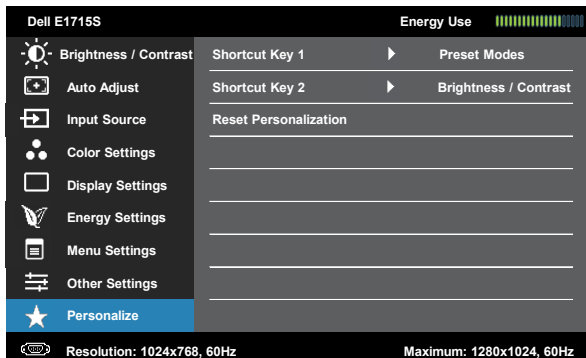 Dell E1715S Energy Use
Brightness / Contrast Shortcut Key 1 Preset Modes
Auto Adjust Shortcut Key 2 Brightness / Contrast
Input Source Reset Personalization
Color Settings
Display Settings
Energy Settings
Menu Settings
Other Settings
Personalize
Resolution: 1024x768, 60Hz Maximum: 1280x1024, 60Hz